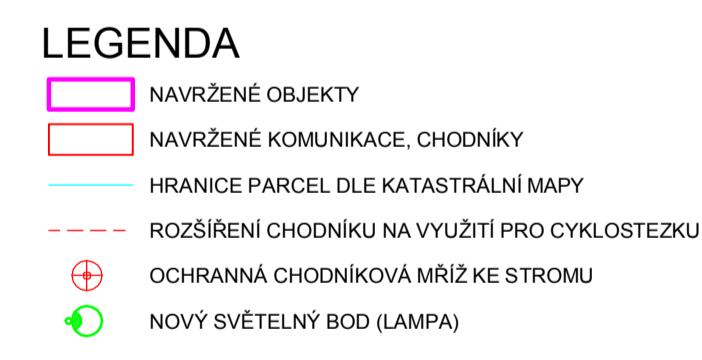 LEGENDA
NAVRŽENÉ OBJEKTY
NAVRŽENÉ KOMUNIKACE, CHODNÍKY
HRANICE PARCEL DLE KATASTRÁLNÍ MAPY
ROZŠÍŘENÍ CHODNÍKU NA VYUŽITÍ PRO CYKLOSTEZKU
OCHRANNÁ CHODNÍKOVÁ MŘÍŽ KE STROMU
NOVÝ SVĚTELNÝ BOD (LAMPA)